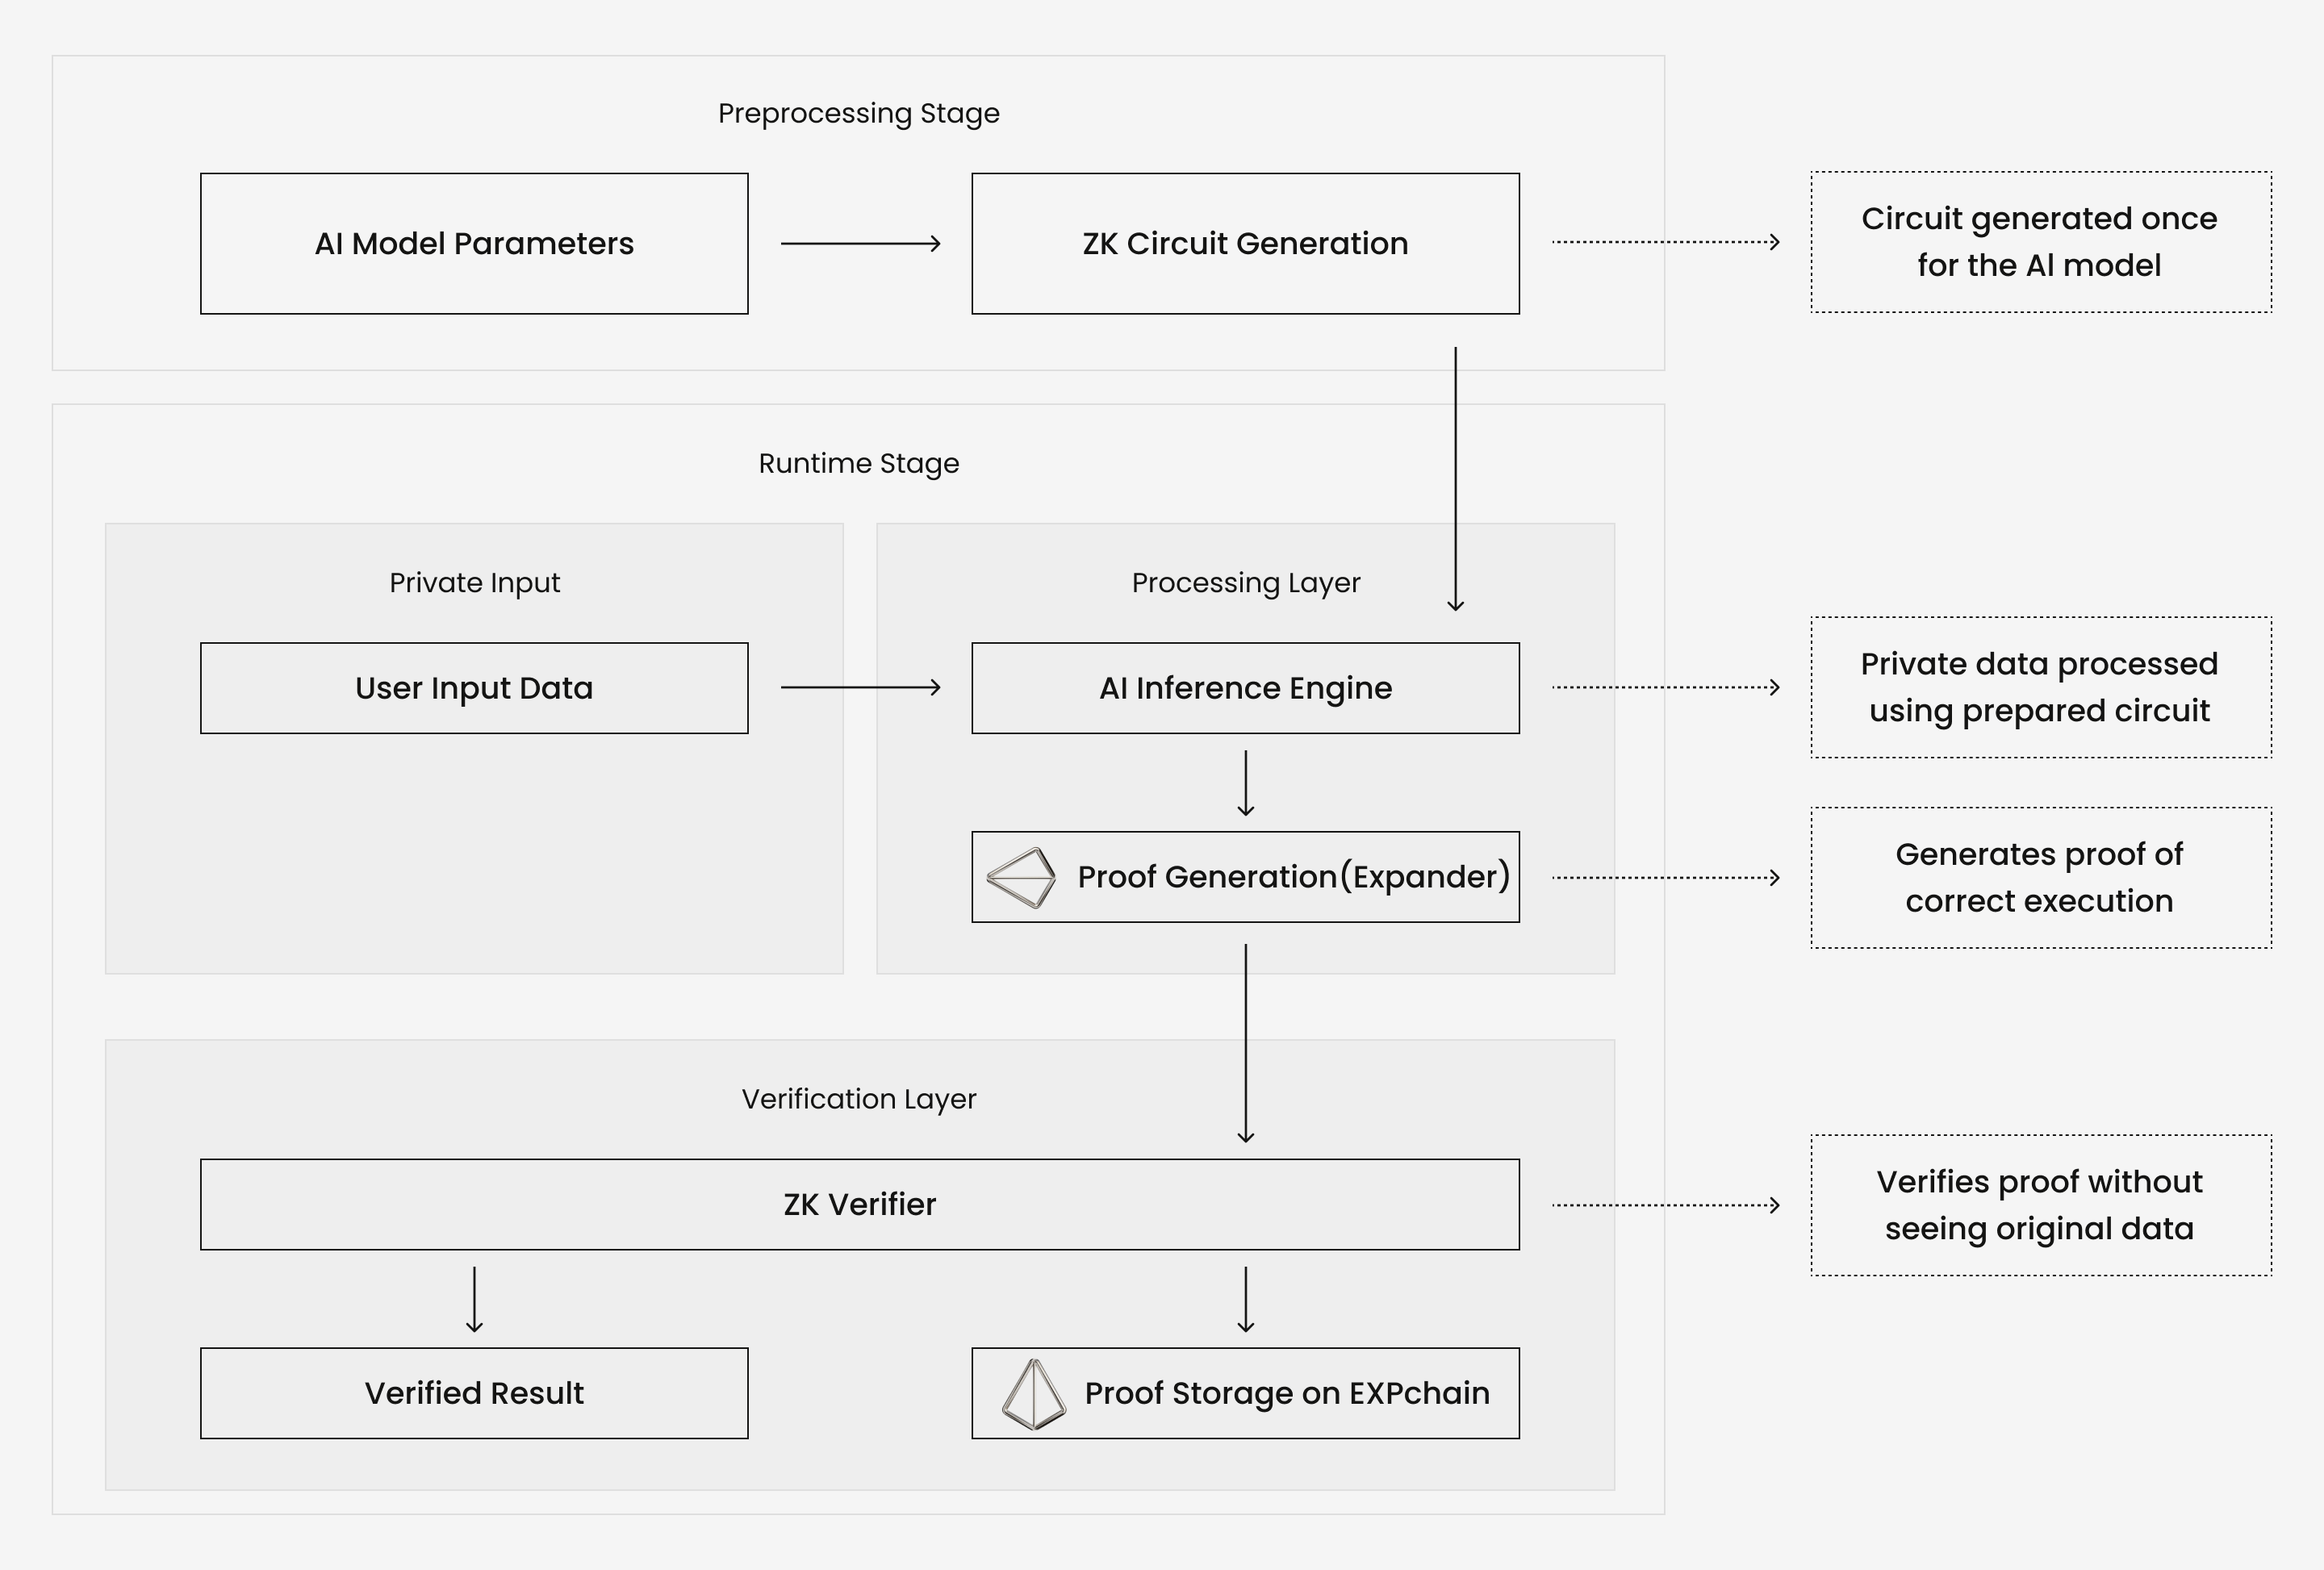 Preprocessing Stage
AI Model Parameters
ZK Circuit Generation
Circuit generated once
for the AI model
Runtime Stage
Private Input
Processing Layer
User Input Data
AI Inference Engine
Private data processed
using prepared circuit
Proof Generation(Expander)
Generates proof of
correct execution
Verification Layer
ZK Verifier
Verifies proof without
seeing original data
Verified Result
Proof Storage on EXPchain